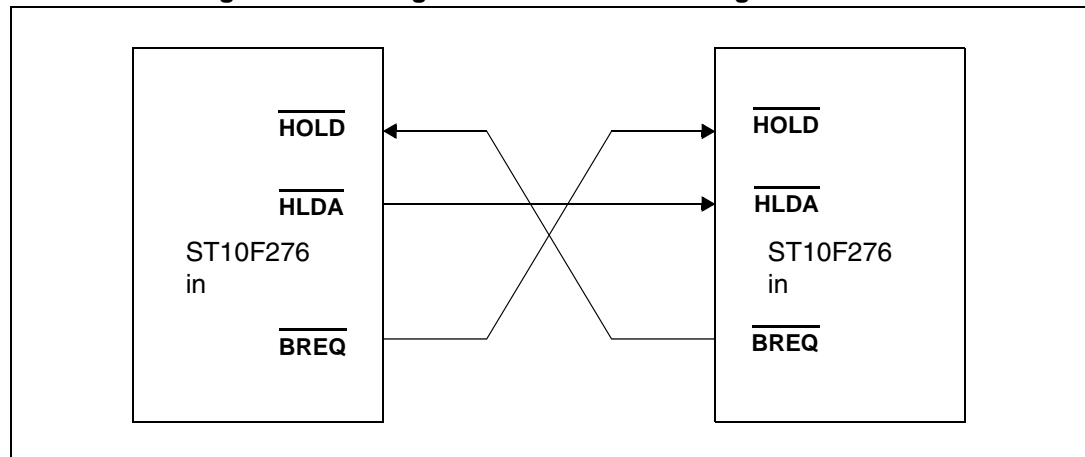 HOLD
HLDA
ST10F276
in
BREQ
HOLD
HLDA
ST10F276
in
BREQ